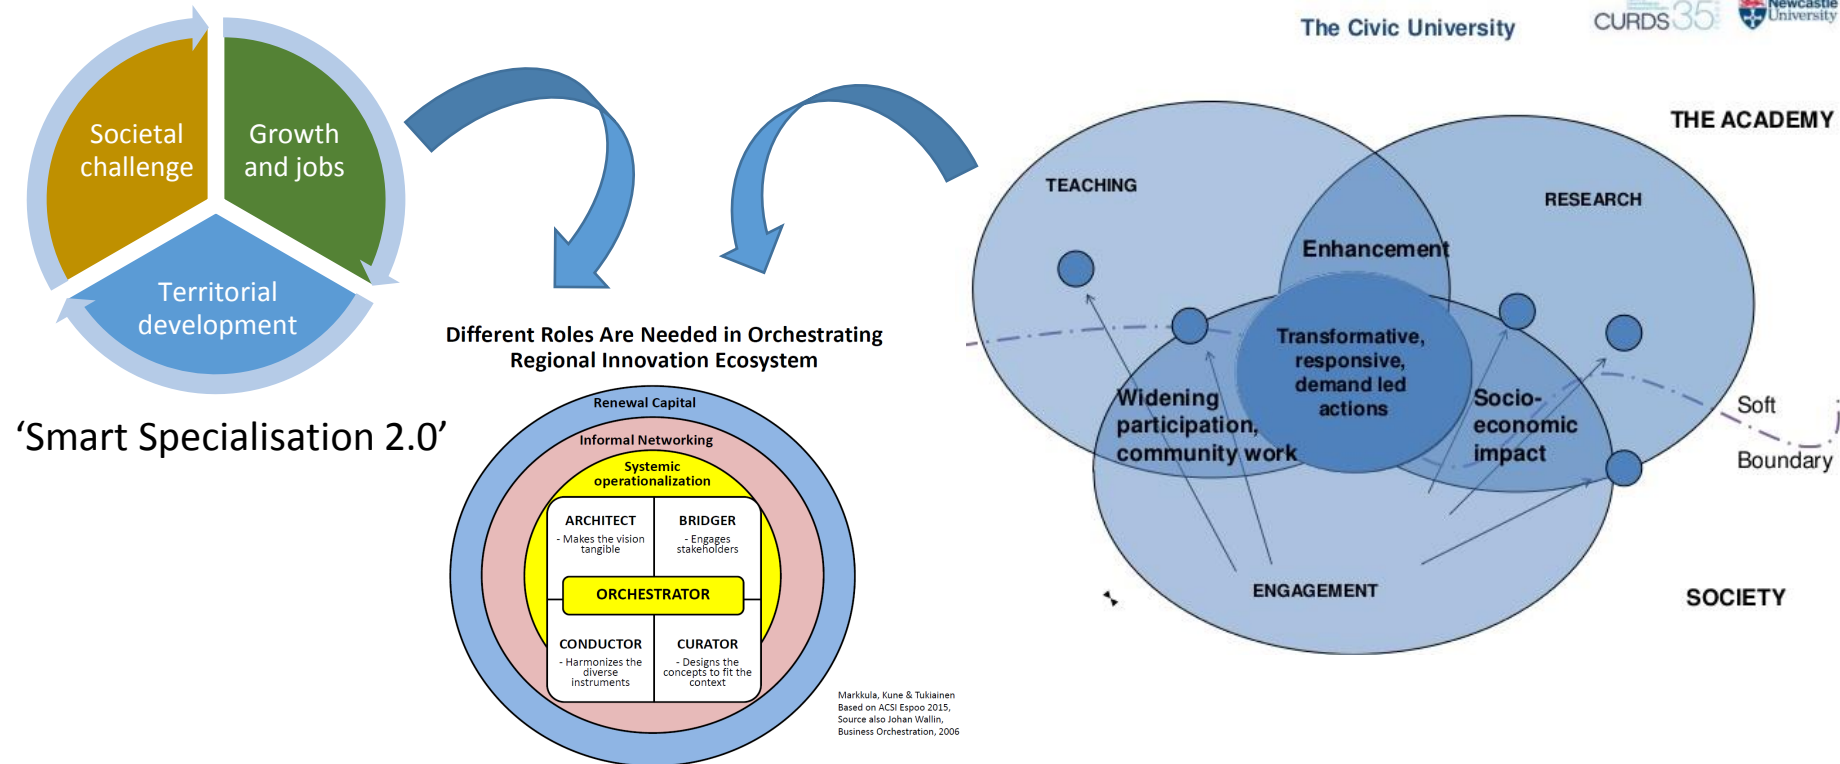 Societal
challenge
Growth
and jobs
Territorial
development
‘Smart Specialisation 2.0’
Different Roles Are Needed in Orchestrating
Regional Innovation Ecosystem
Renewal Capital
Informal Networking
Systemic
operationalization
ARCHITECT
- Makes the vision
tangible
BRIDGER
- Engages
stakeholders
ORCHESTRATOR
CONDUCTOR
- Harmonizes the
diverse
instruments
CURATOR
- Designs the
concepts to fit the
context
Markkula, Kune & Tukiainen
Based on ACSI Espoo 2015,
Source also Johan Wallin,
Business Orchestration, 2006
The Civic University
CURDS35
Newcastle
University
THE ACADEMY
TEACHING
RESEARCH
Enhancement
Transformative,
responsive,
demand led
actions
Widening
participation,
community work
Socio-
economic
impact
Soft
Boundary
ENGAGEMENT
SOCIETY